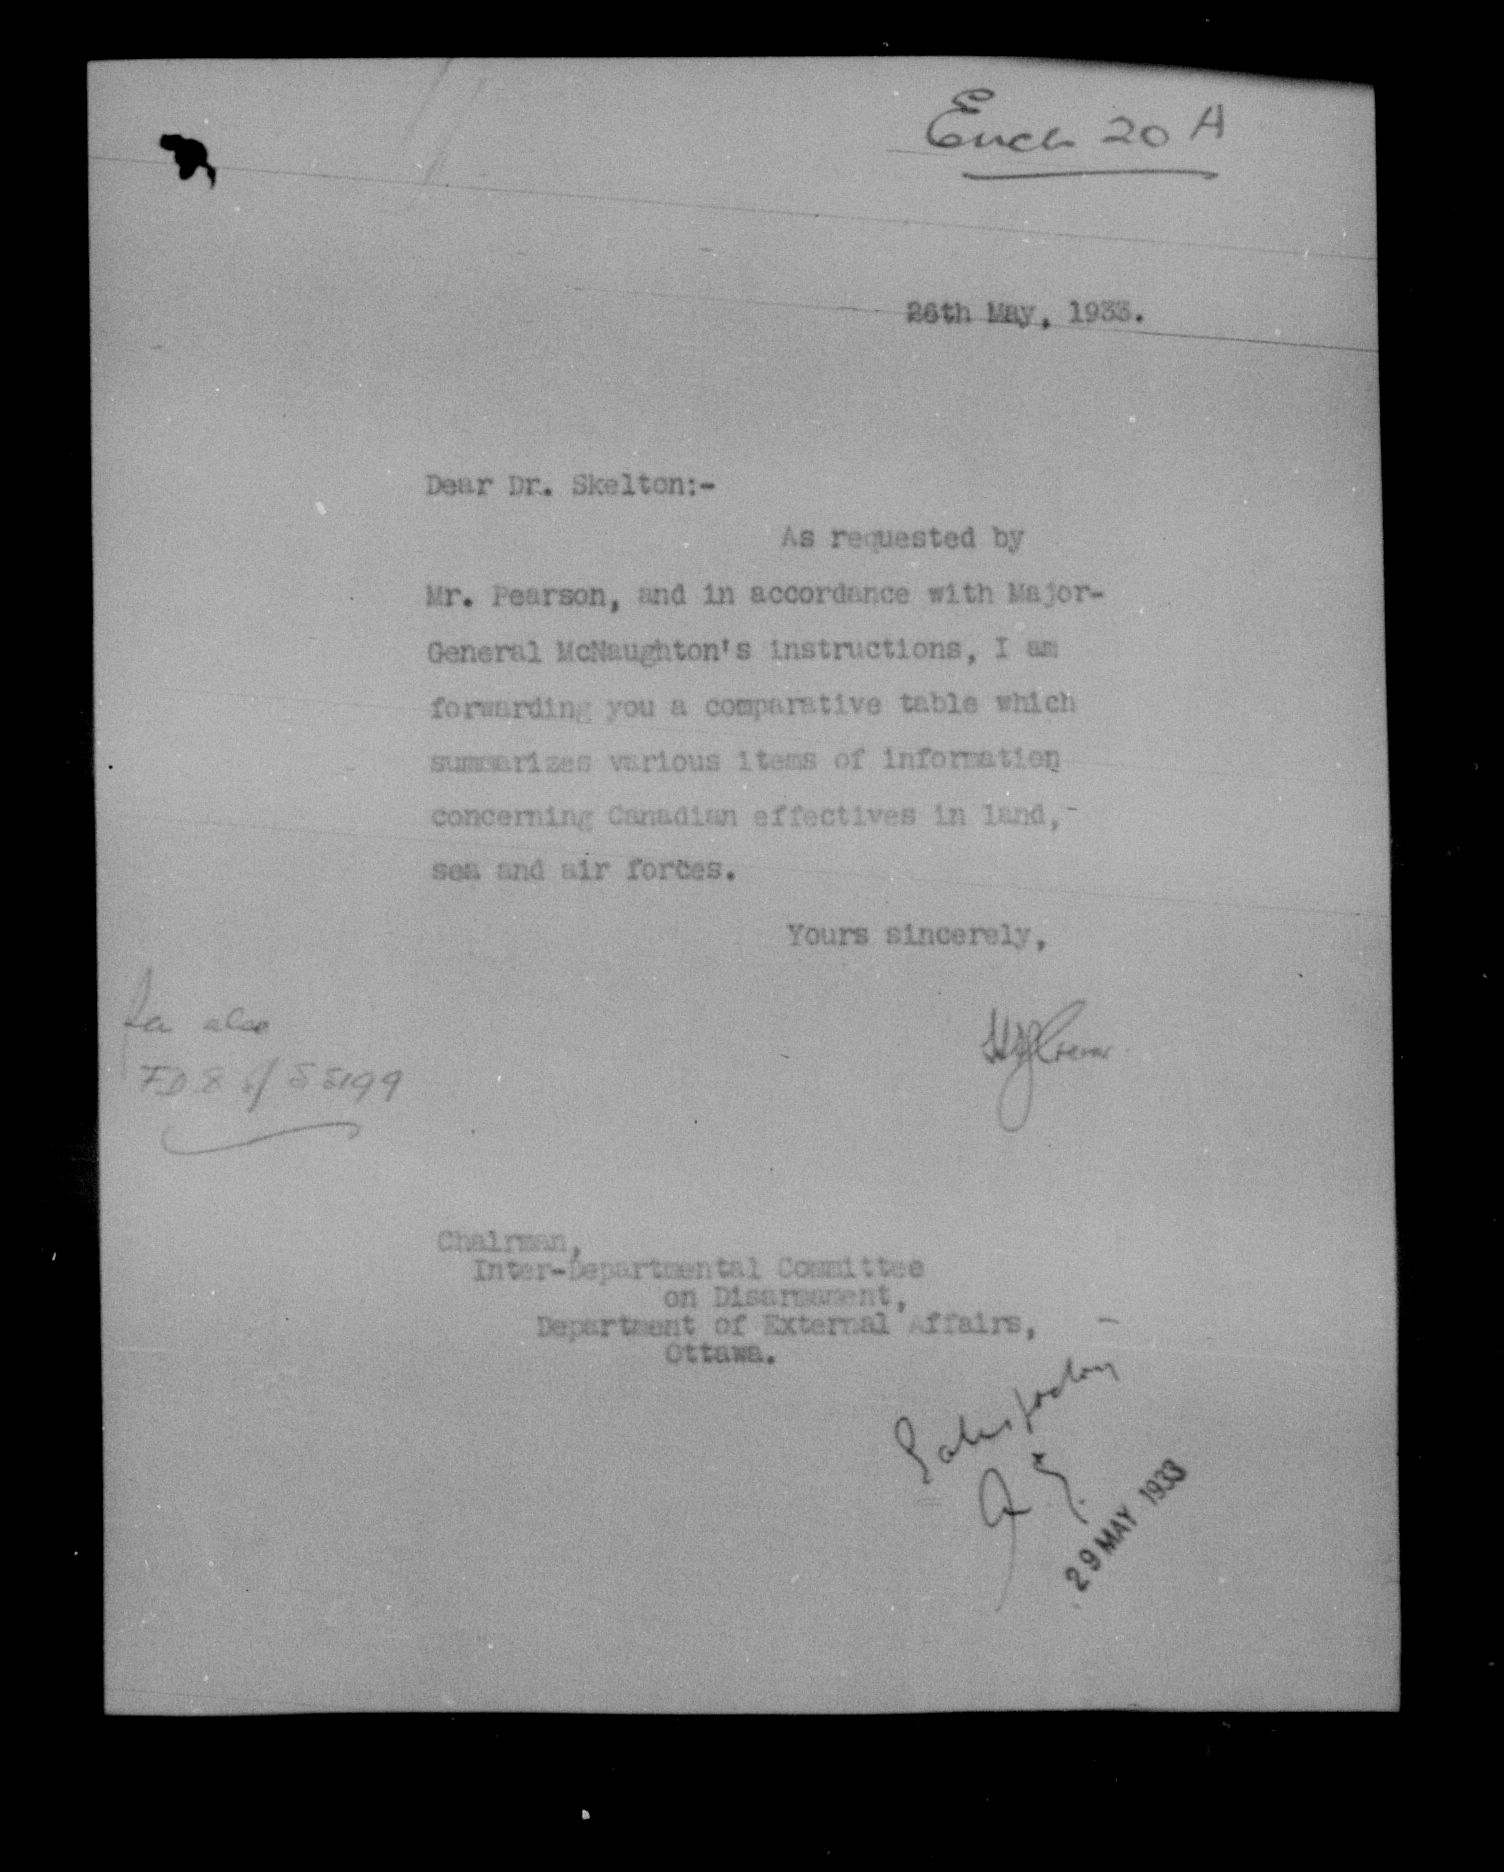 Encl. 20 A
26th May, 1933.
Dear Dr. Skelton:-
As requested by
Mr. Pearson, and in accordance with Major-
General McNaughton's instructions, I am
forwarding you a comparative table which
summarizes various items of information
concerning Canadian effectives in land,-
sea and air forces.
Yours sincerely,
also
Chairman,
Inter-Departmental Committee
on Disarmament,
Department of External Affairs,
Ottawa.
Satisfactory
29 MAY 1933